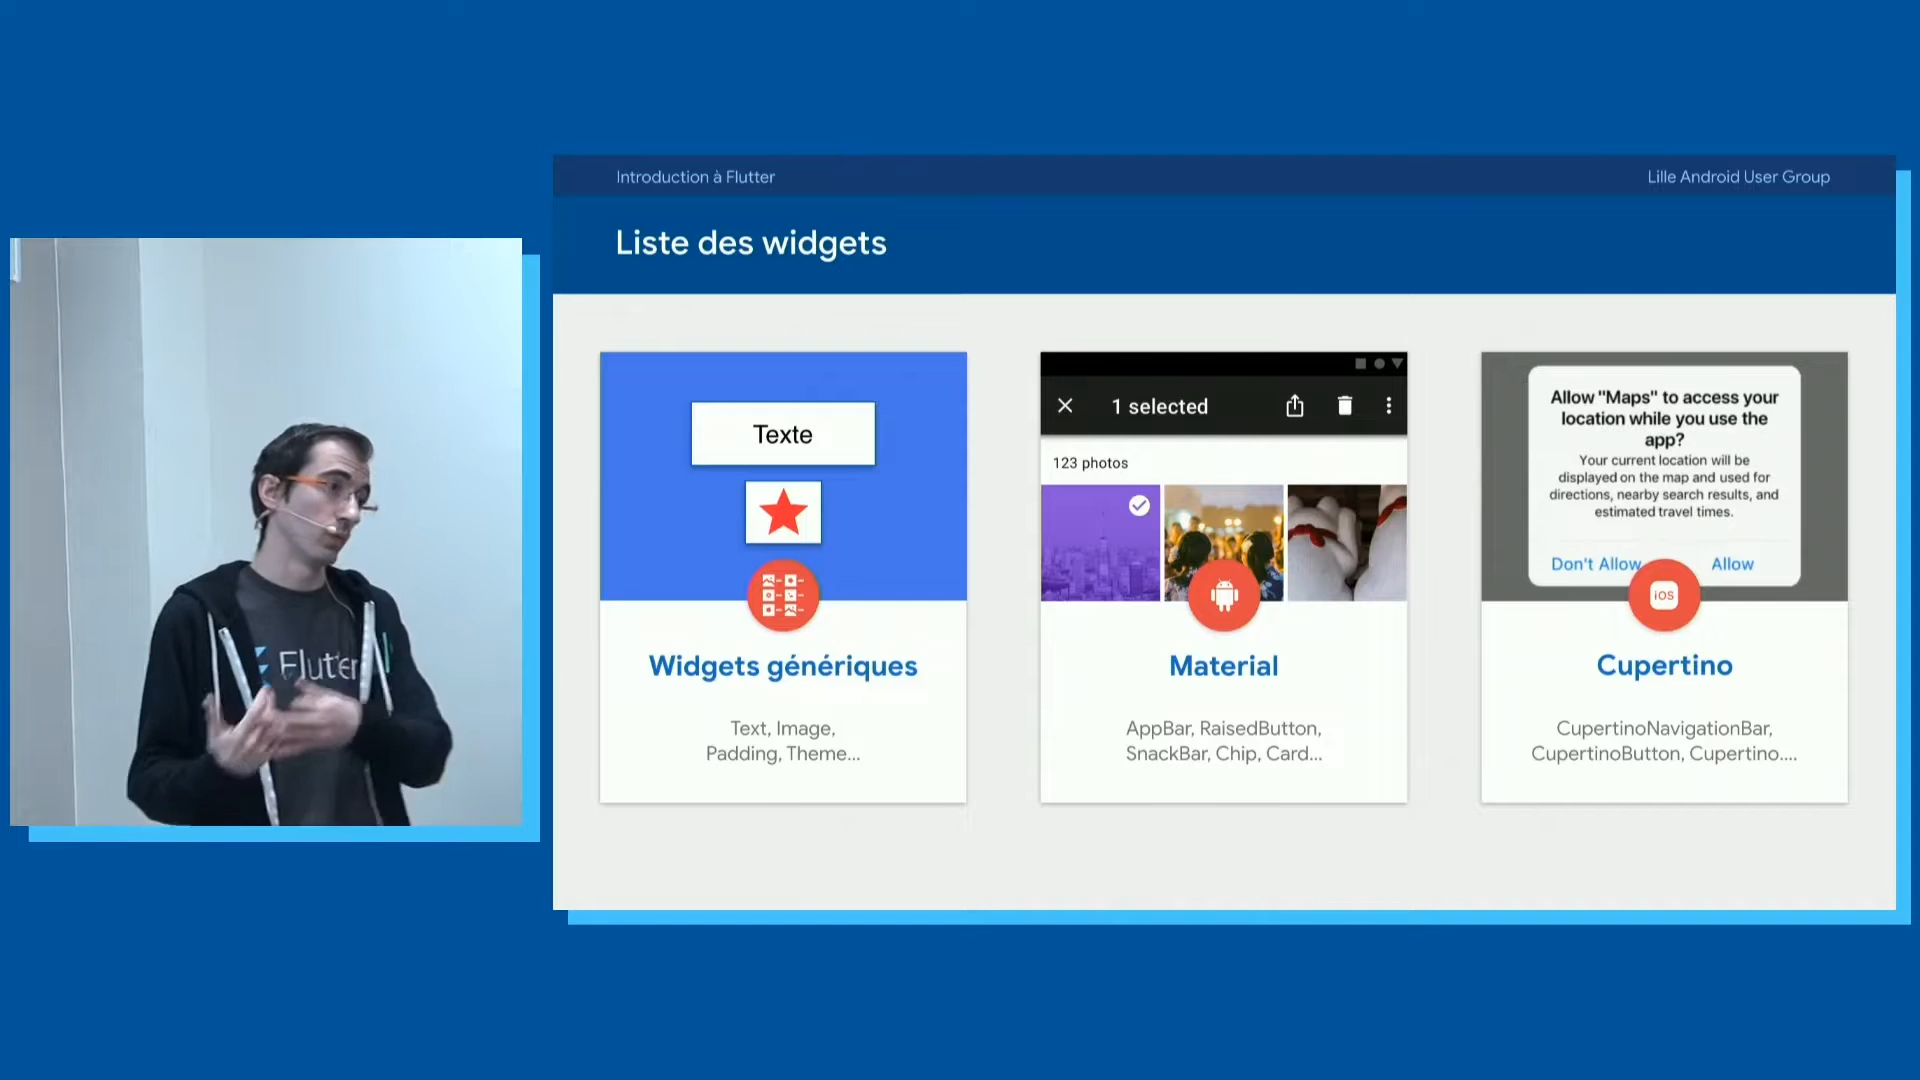 Introduction à Flutter
Lille Android User Group
Liste des widgets
Flutter
Texte
Widgets génériques
Text, Image,
Padding, Theme...
1 selected
123 photos
Material
AppBar, RaisedButton,
SnackBar, Chip, Card...
Allow "Maps" to access your
location while you use the
app?
Your current location will be
displayed on the map and used for
directions, nearby search results, and
estimated travel times.
Don't Allow
Allow
iOS
Cupertino
CupertinoNavigationBar,
CupertinoButton, Cupertino....